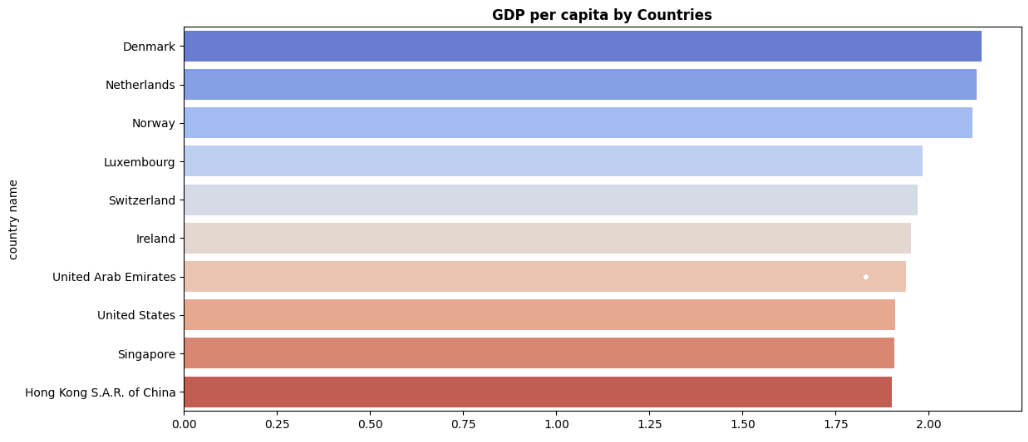 GDP per capita by Countries
country name
Denmark
Netherlands
Norway
Luxembourg
Switzerland
Ireland
United Arab Emirates
United States
Singapore
Hong Kong S.A.R. of China
0.00 0.25 0.50 0.75 1.00 1.25 1.50 1.75 2.00